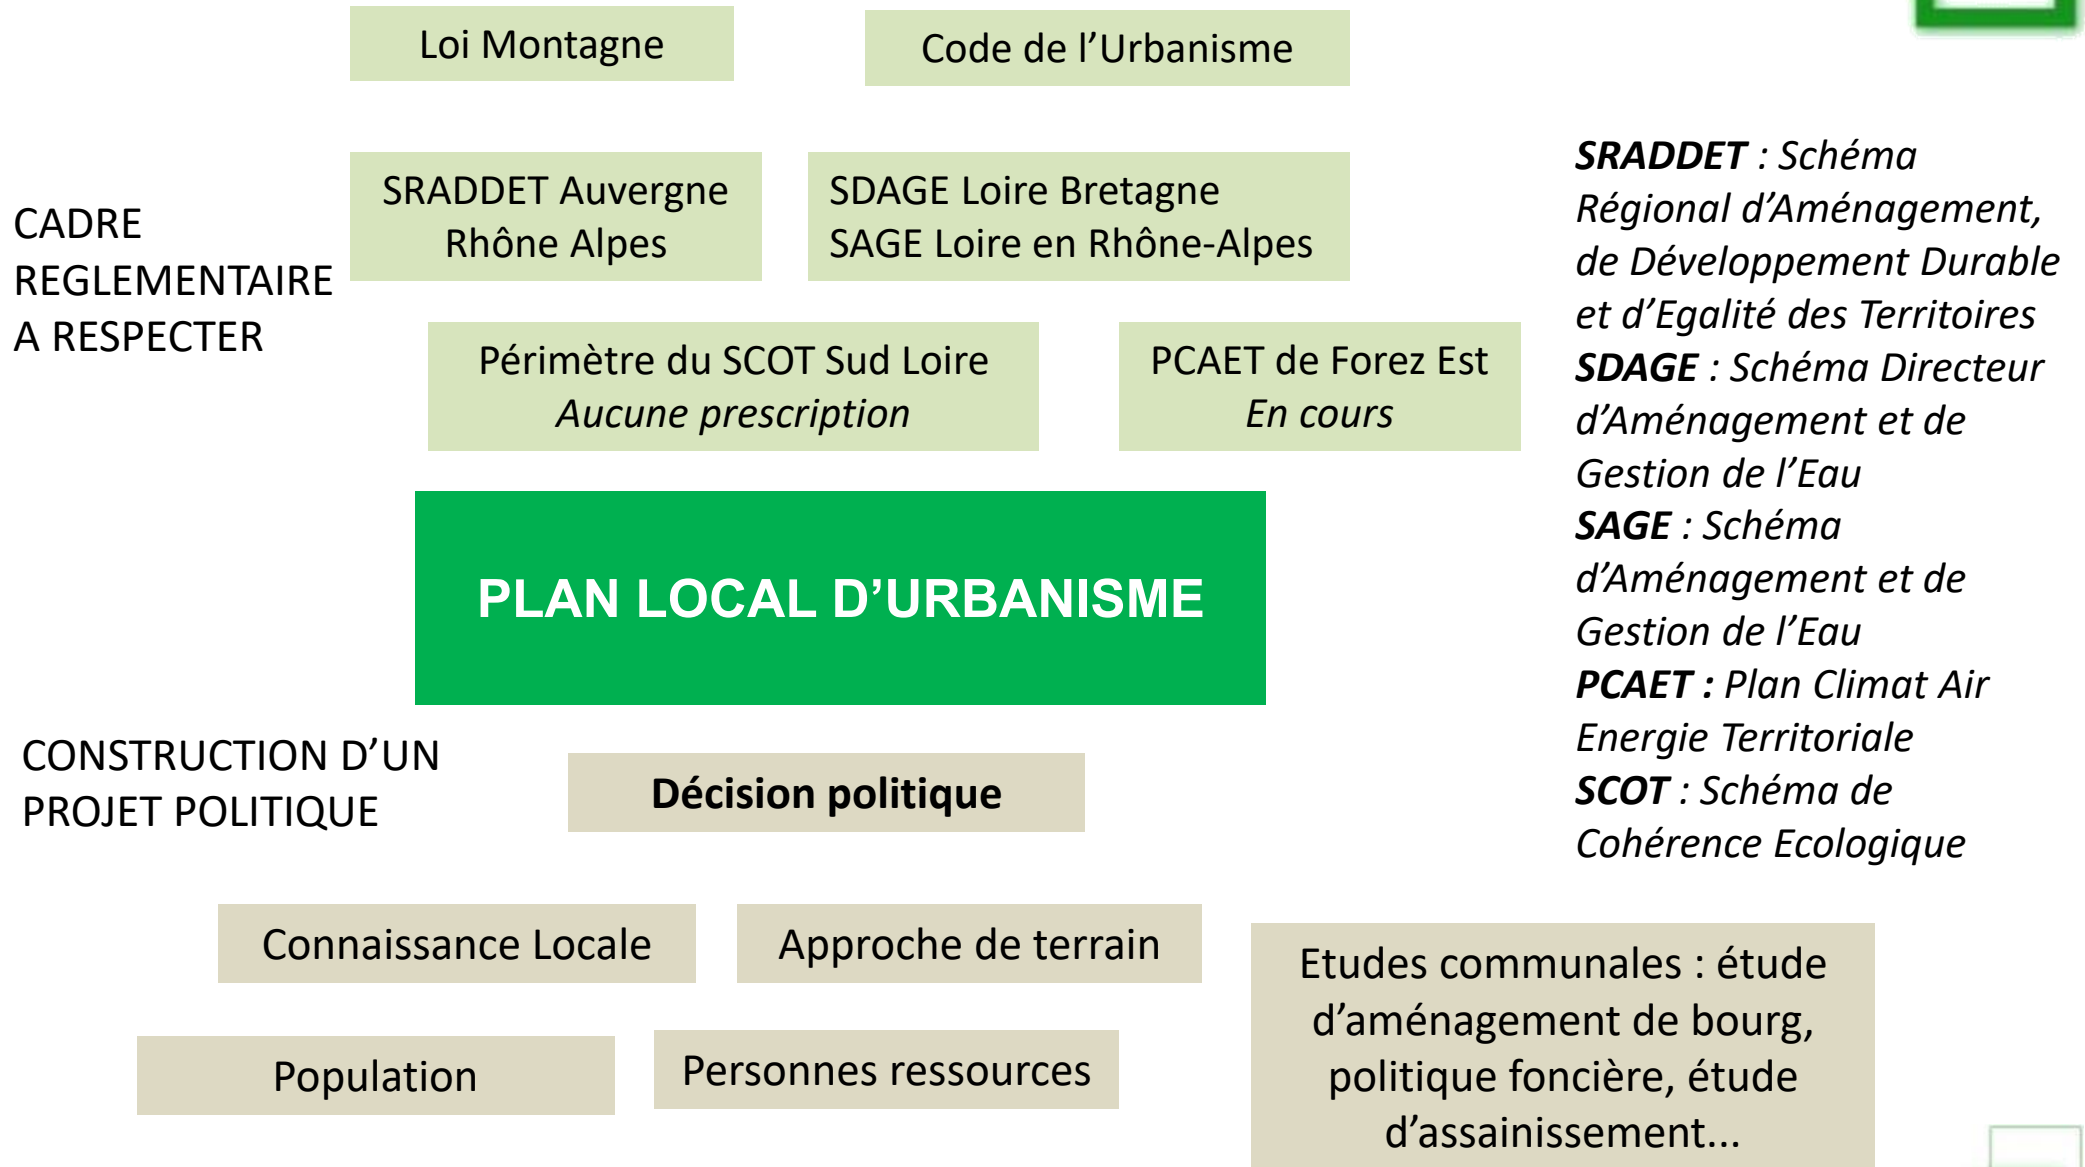 Loi Montagne
Code de l’Urbanisme
CADRE
REGLEMENTAIRE
A RESPECTER
SRADDET Auvergne
Rhône Alpes
SDAGE Loire Bretagne
SAGE Loire en Rhône-Alpes
Périmètre du SCOT Sud Loire
Aucune prescription
PCAET de Forez Est
En cours
PLAN LOCAL D’URBANISME
SRADDET : Schéma
Régional d’Aménagement,
de Développement Durable
et d’Egalité des Territoires
SDAGE : Schéma Directeur
d’Aménagement et de
Gestion de l’Eau
SAGE : Schéma
d’Aménagement et de
Gestion de l’Eau
PCAET : Plan Climat Air
Energie Territoriale
SCOT : Schéma de
Cohérence Ecologique
CONSTRUCTION D’UN
PROJET POLITIQUE
Décision politique
Connaissance Locale
Approche de terrain
Population
Personnes ressources
Etudes communales : étude
d’aménagement de bourg,
politique foncière, étude
d’assainissement...